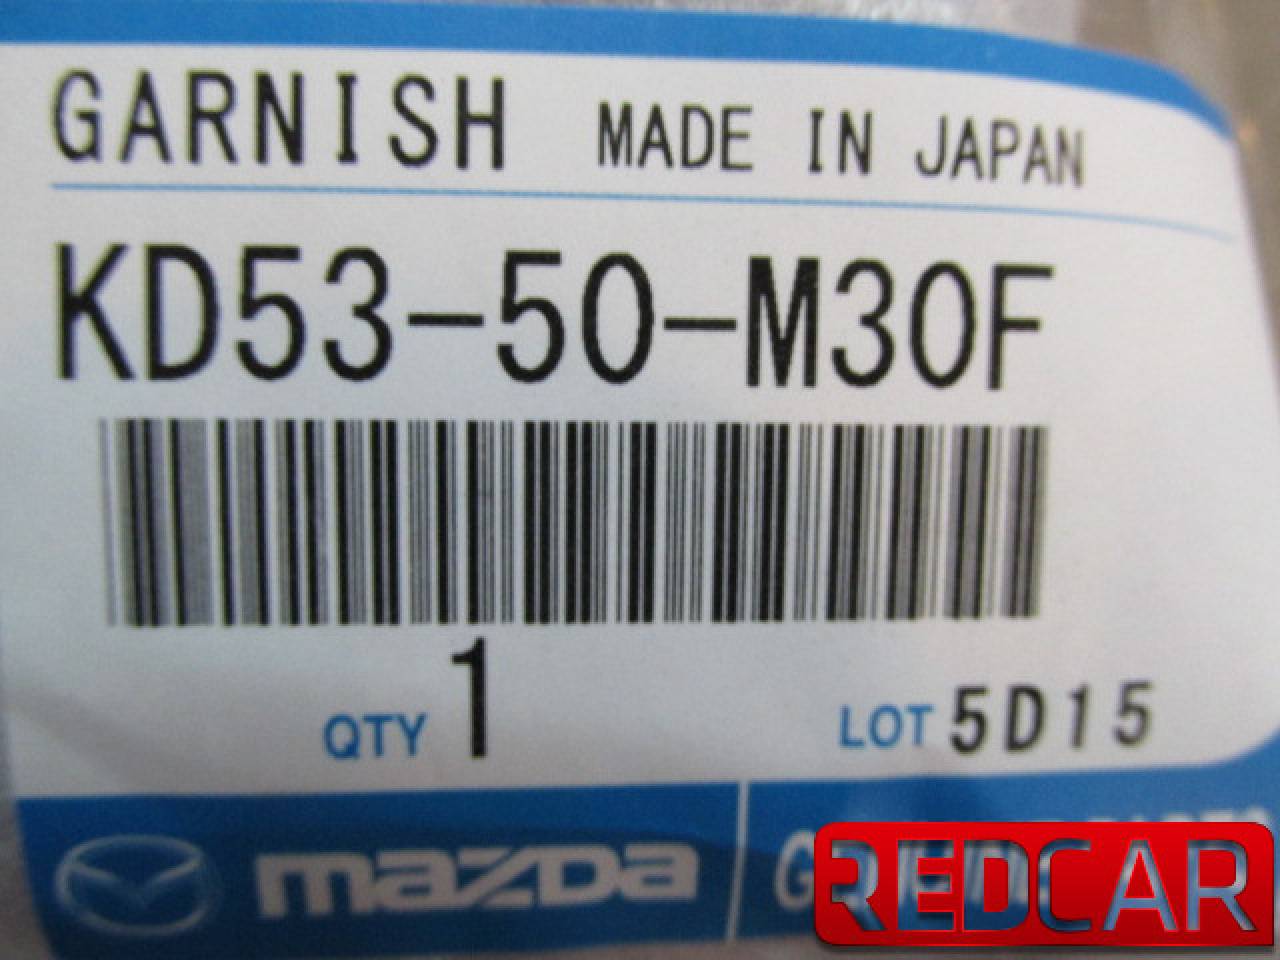 GARNISH MADE IN JAPAN
KD53-50-M30F
QTY 1 LOT 5D15
mazda
REDCAR